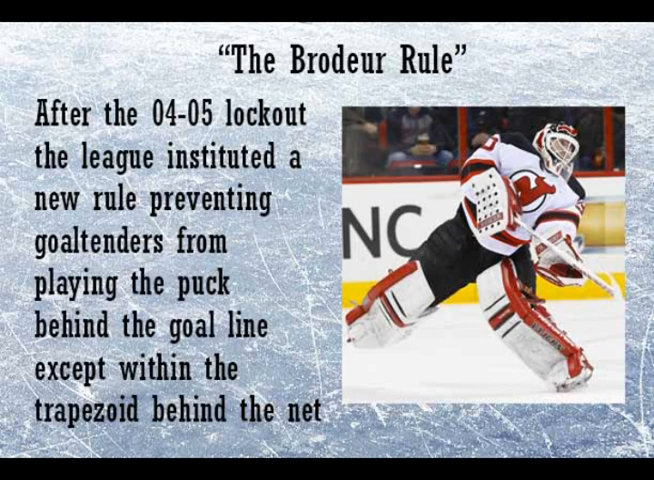 “The Brodeur Rule”
After the 04-05 lockout
the league instituted a
new rule preventing
goaltenders from
playing the puck
behind the goal line
except within the
trapezoid behind the net
NC